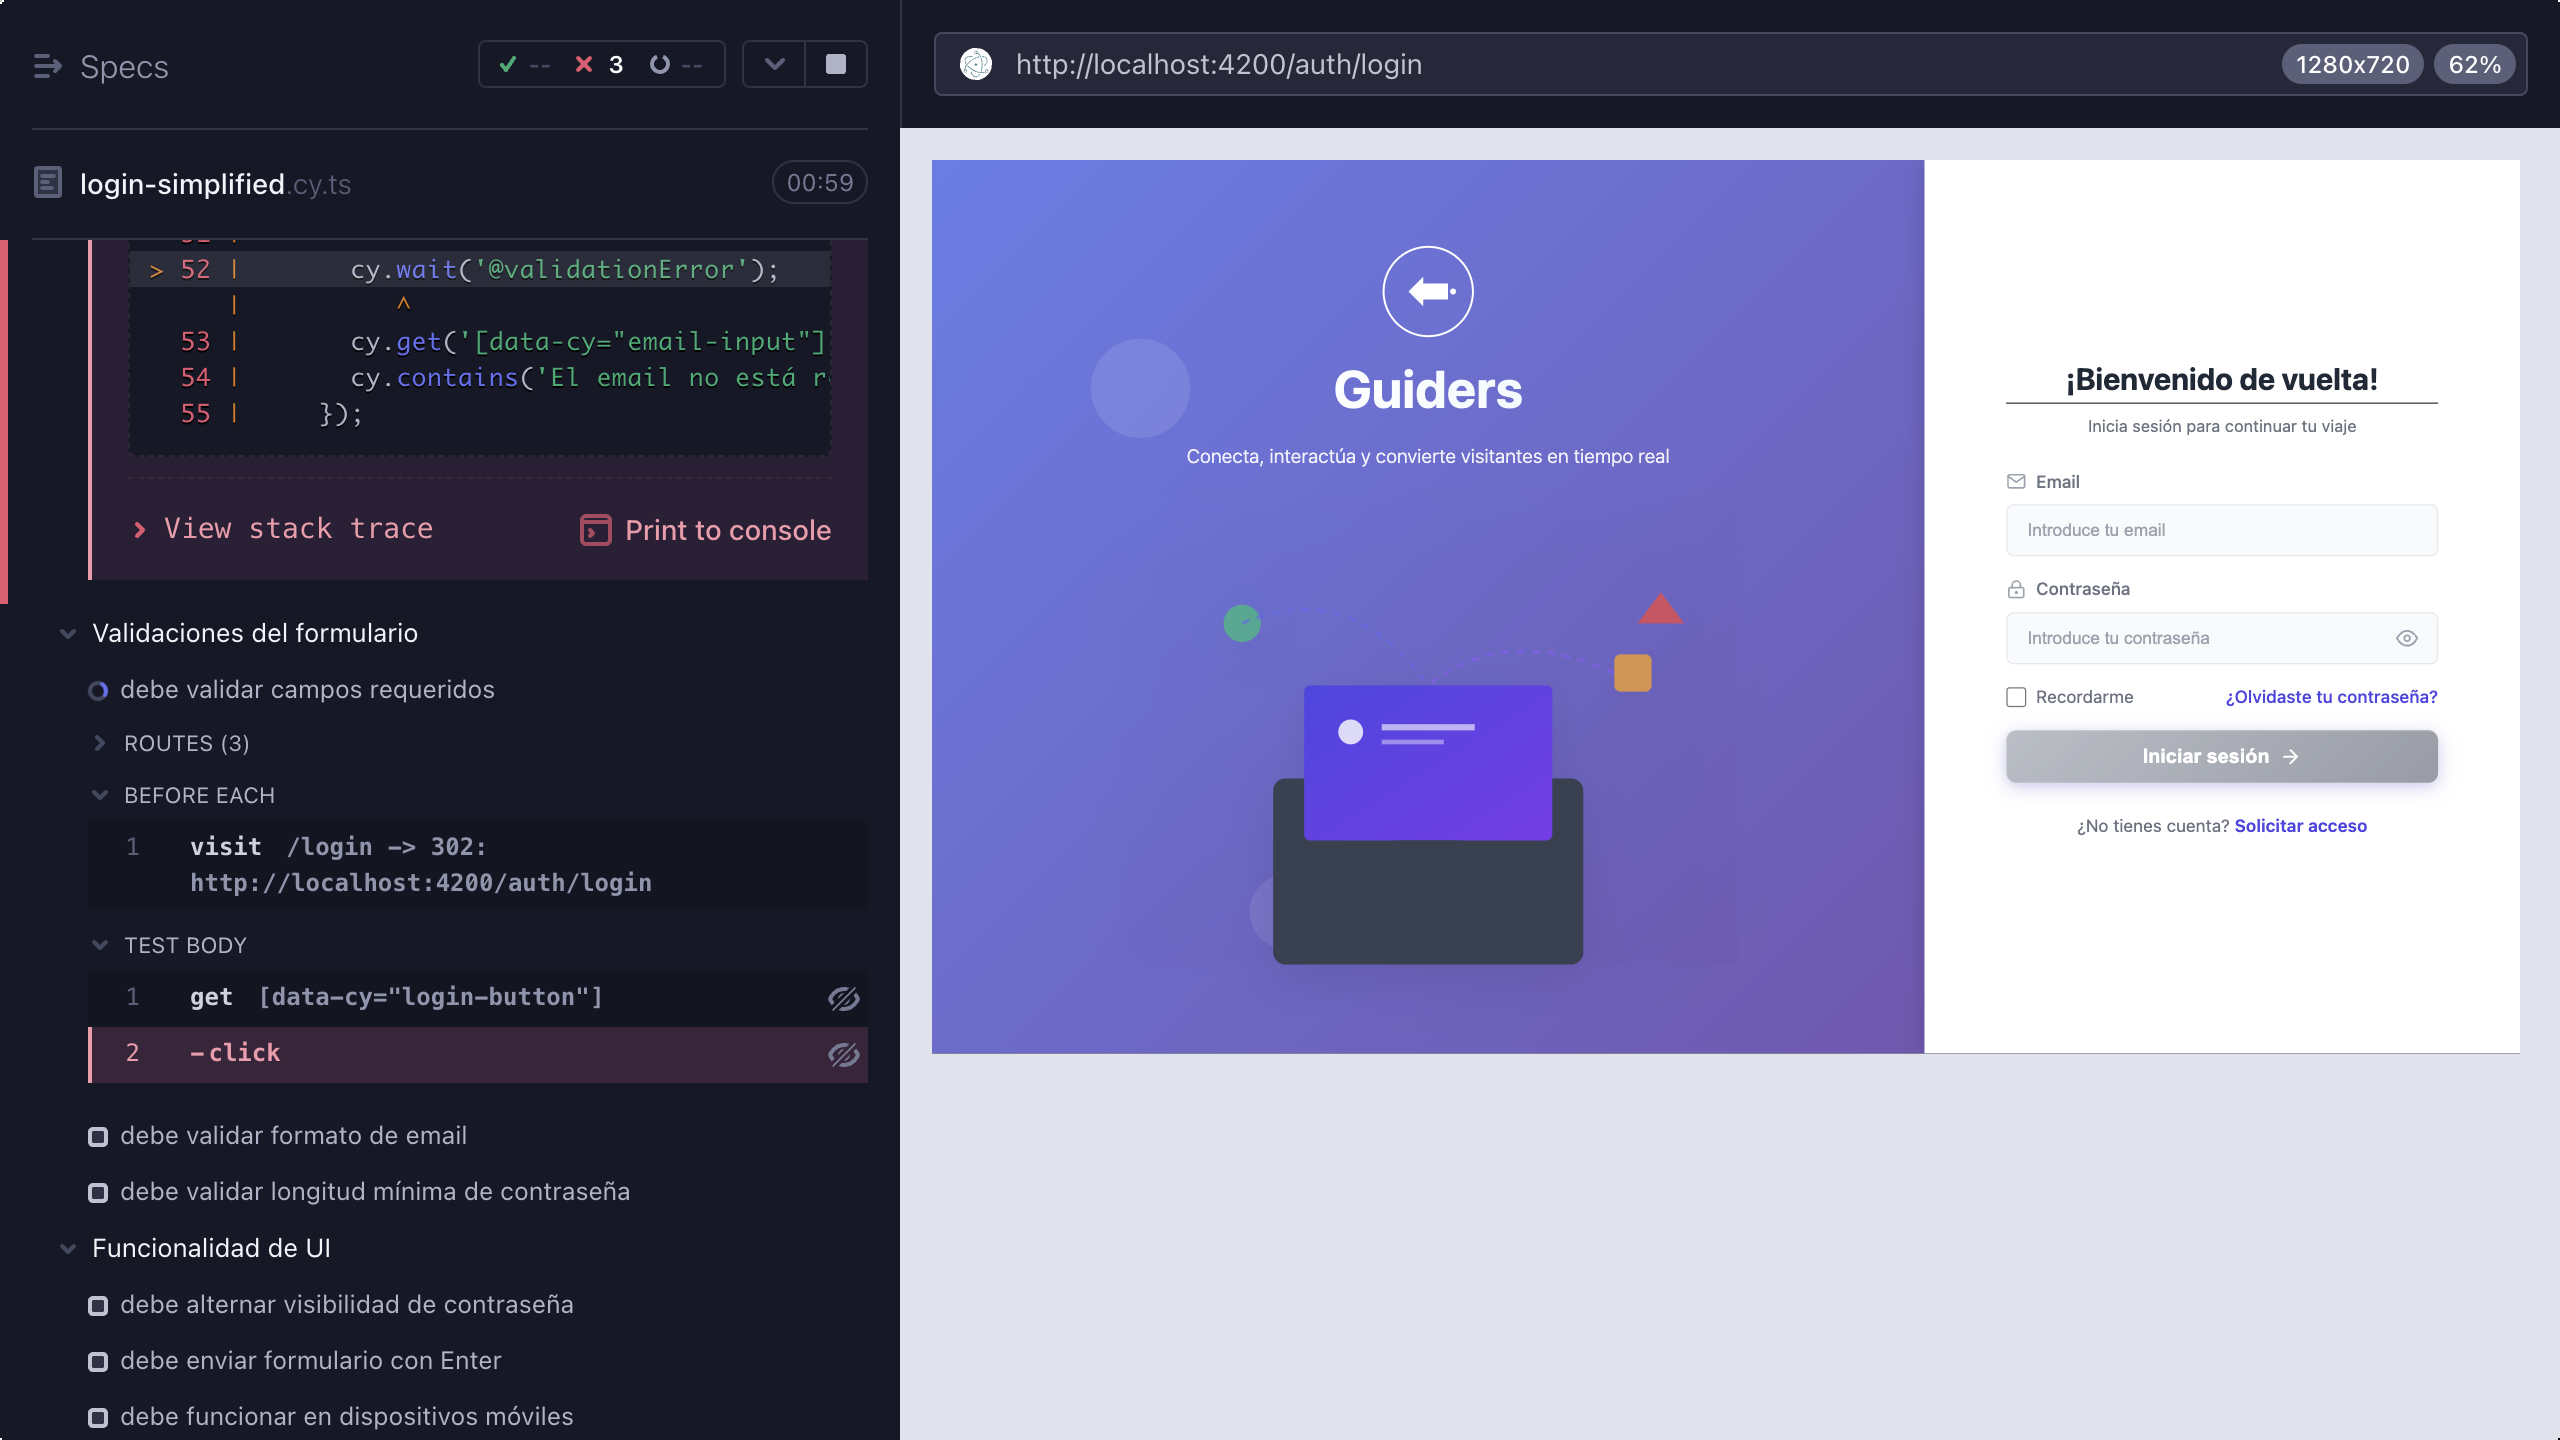 Specs
-- 3 --
login-simplified.cy.ts
00:59
> 52 | cy.wait('@validationError');
| ^
53 | cy.get('[data-cy="email-input"]
54 | cy.contains('El email no está r
55 | });
View stack trace
Print to console
Validaciones del formulario
debe validar campos requeridos
ROUTES (3)
BEFORE EACH
1 visit /login -> 302:
http://localhost:4200/auth/login
TEST BODY
1 get [data-cy="login-button"]
2 -click
debe validar formato de email
debe validar longitud mínima de contraseña
Funcionalidad de UI
debe alternar visibilidad de contraseña
debe enviar formulario con Enter
debe funcionar en dispositivos móviles
http://localhost:4200/auth/login
1280x720
62%
Guiders
Conecta, interactúa y convierte visitantes en tiempo real
¡Bienvenido de vuelta!
Inicia sesión para continuar tu viaje
Email
Introduce tu email
Contraseña
Introduce tu contraseña
Recordarme
¿Olvidaste tu contraseña?
Iniciar sesión →
¿No tienes cuenta? Solicitar acceso